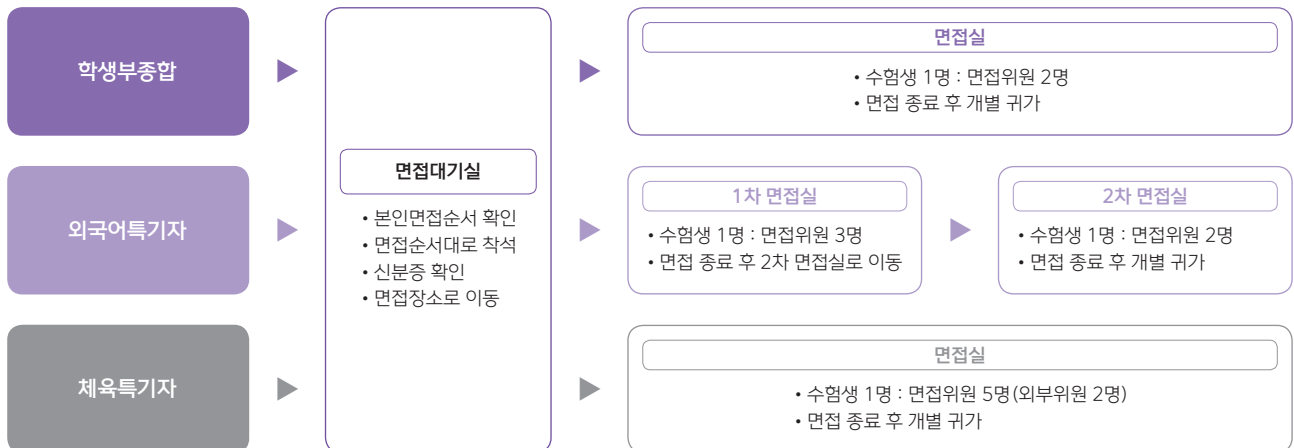 학생부종합
외국어특기자
체육특기자
면접대기실
• 본인면접순서 확인
• 면접순서대로 착석
• 신분증 확인
• 면접장소로 이동
면접실
• 수험생 1명 : 면접위원 2명
• 면접 종료 후 개별 귀가
1차 면접실
• 수험생 1명 : 면접위원 3명
• 면접 종료 후 2차 면접실로 이동
2차 면접실
• 수험생 1명 : 면접위원 2명
• 면접 종료 후 개별 귀가
면접실
• 수험생 1명 : 면접위원 5명(외부위원 2명)
• 면접 종료 후 개별 귀가